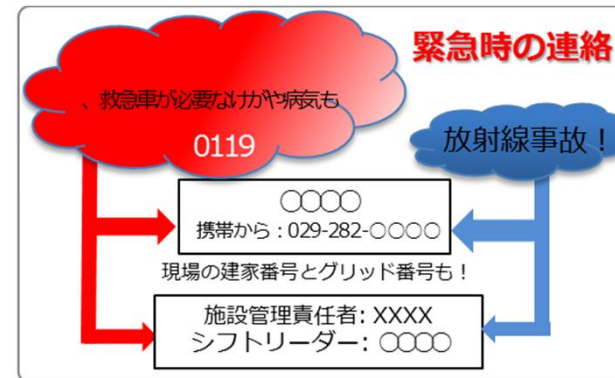 緊急時の連絡
、救急車が必要なけがや病気も
0119
放射線事故！
○○○○
携帯から：029-282-○○○○
現場の建家番号とグリッド番号も！
施設管理責任者: XXXX
シフトリーダー: ○○○○